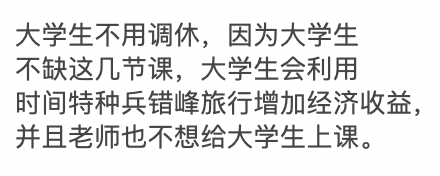 大学生不用调休，因为大学生
不缺这几节课，大学生会利用
时间特种兵错峰旅行增加经济收益，
并且老师也不想给大学生上课。